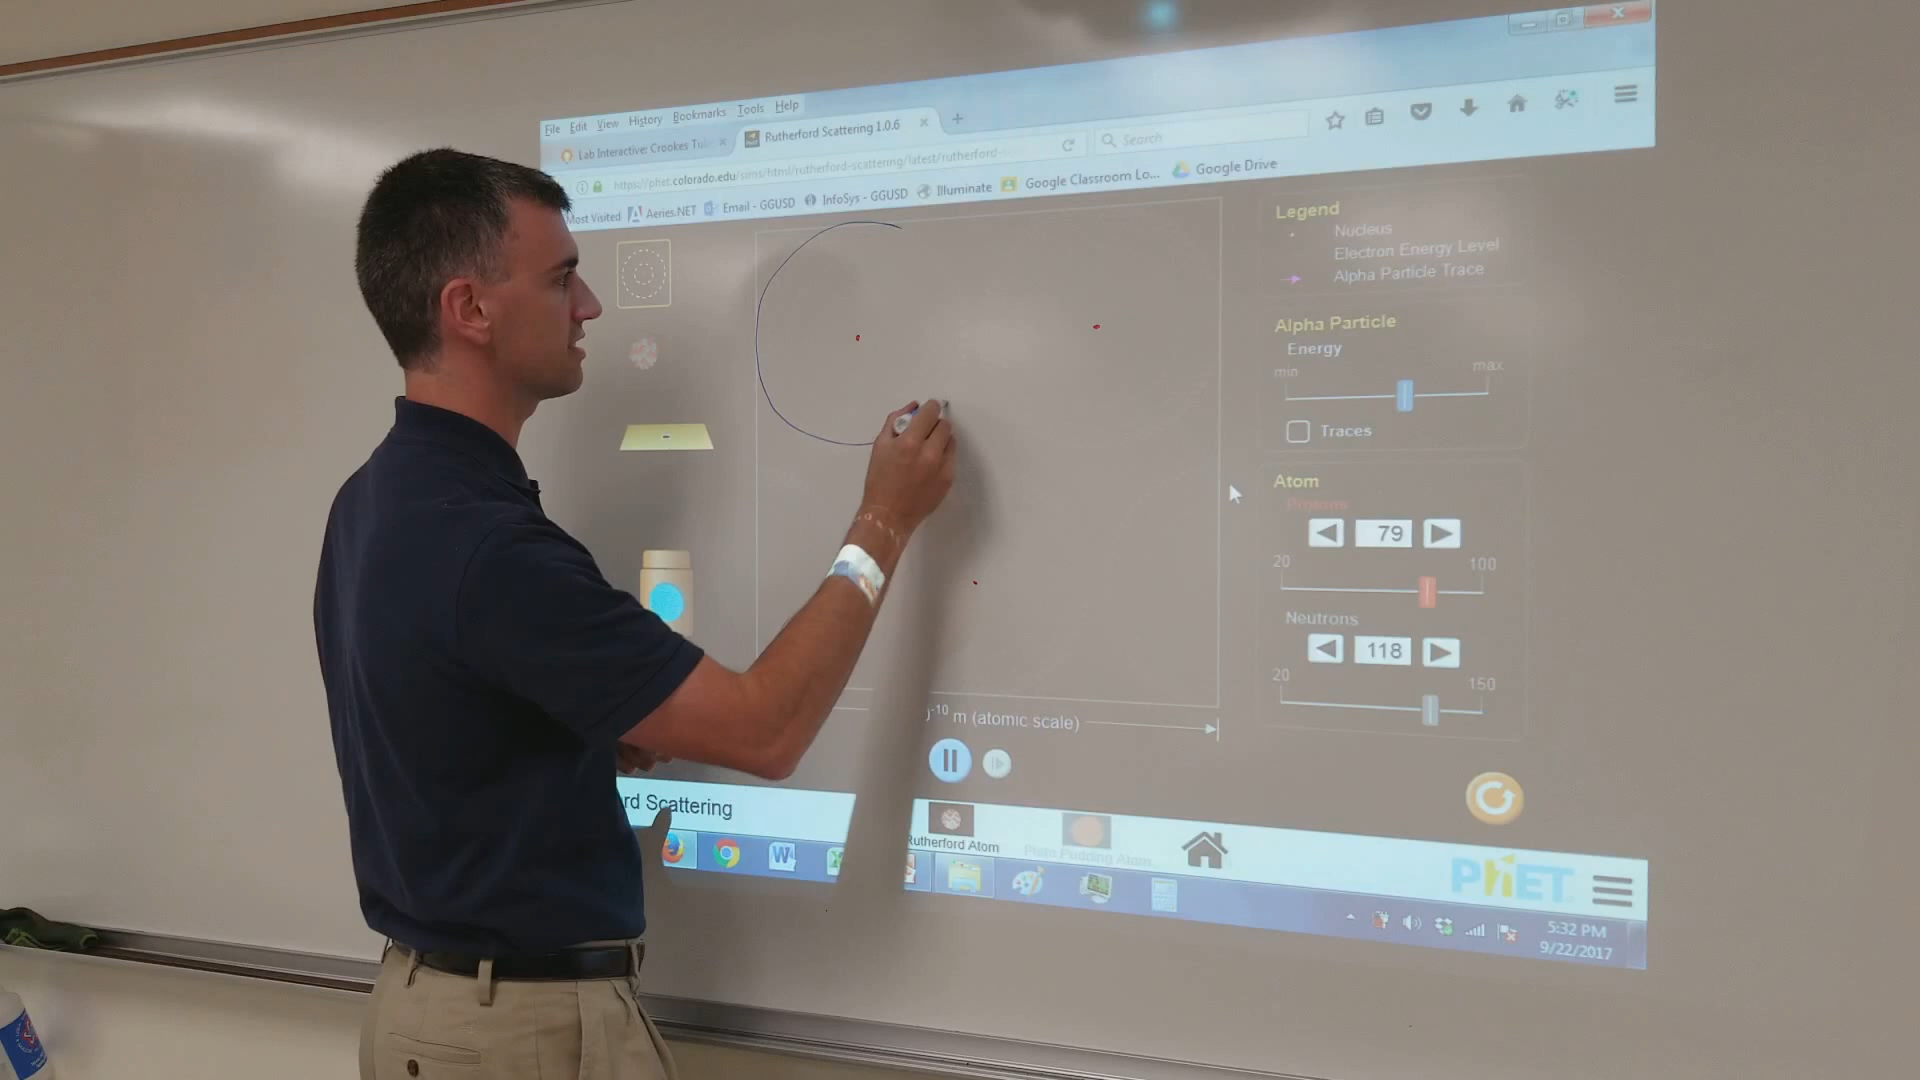 File Edit View History Bookmarks Tools Help
Lab Interactive: Crookes Tu
Rutherford Scattering 1.0.6
https://phet.colorado.edu/sims/html/rutherford-scattering/latest/rutherford-s
Search
Most Visited Aeries.NET Email - GGUSD InfoSys - GGUSD Illuminate Google Classroom Lo... Google Drive
Legend
Nucleus
Electron Energy Level
Alpha Particle Trace
Alpha Particle
Energy
min max
Traces
Atom
Protons
79
20 100
Neutrons
118
20 150
-10 m (atomic scale)
rd Scattering
Rutherford Atom
Plum Pudding Atom
PhET
5:32 PM
9/22/2017